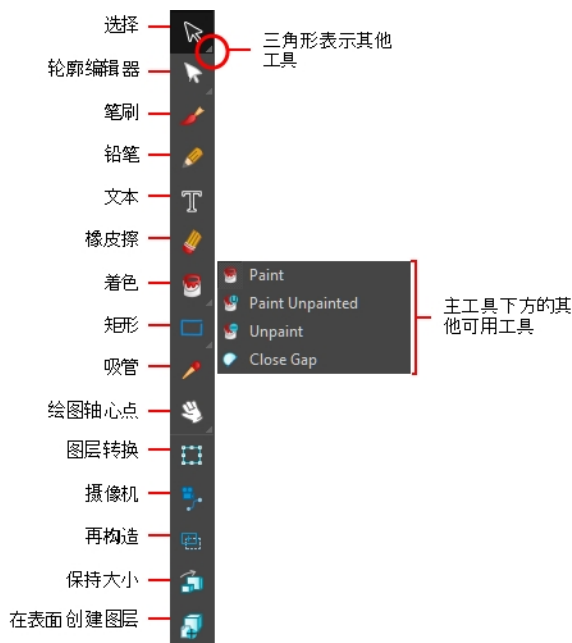 选择
三角形表示其他
工具
轮廓编辑器
笔刷
铅笔
文本
橡皮擦
着色
Paint
Paint Unpainted
Unpaint
Close Gap
主工具下方的其
他可用工具
矩形
吸管
绘图轴心点
图层转换
摄像机
再构造
保持大小
在表面创建图层